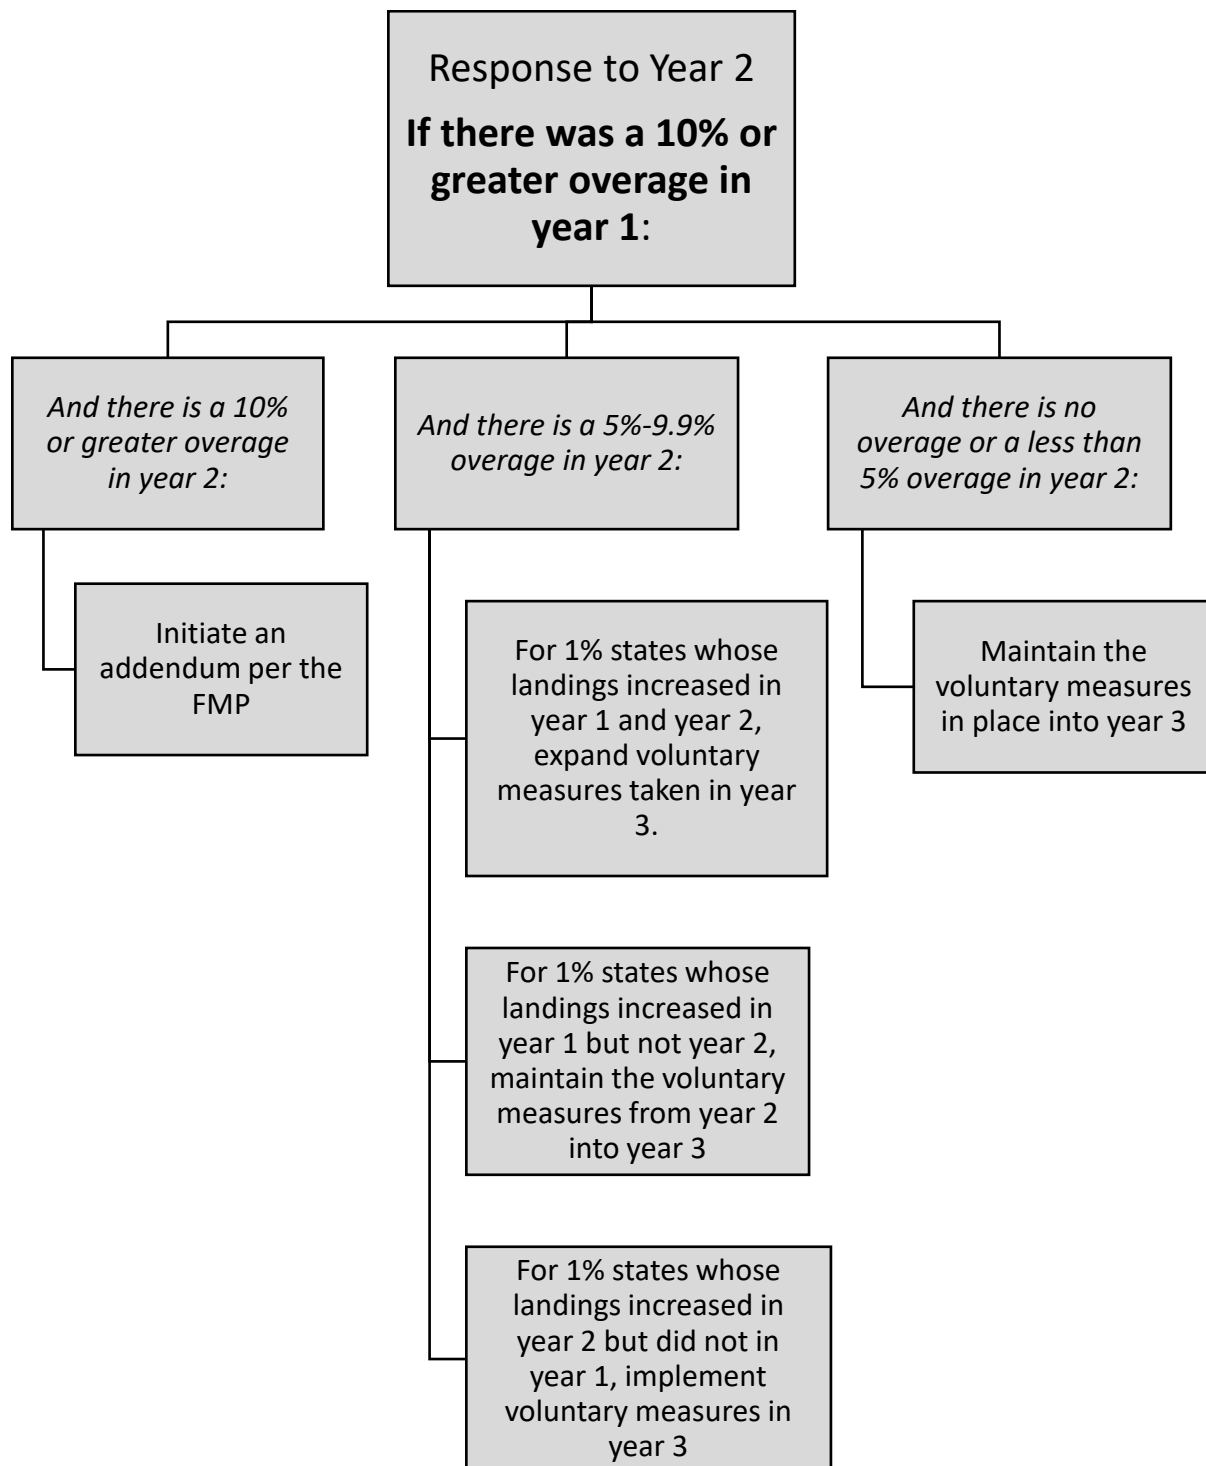 Response to Year 2
If there was a 10% or
greater overage in
year 1:
And there is a 10%
or greater overage
in year 2:
And there is a 5%-9.9%
overage in year 2:
And there is no
overage or a less than
5% overage in year 2:
Initiate an
addendum per the
FMP
For 1% states whose
landings increased in
year 1 and year 2,
expand voluntary
measures taken in year
3.
Maintain the
voluntary measures
in place into year 3
For 1% states whose
landings increased in
year 1 but not year 2,
maintain the voluntary
measures from year 2
into year 3
For 1% states whose
landings increased in
year 2 but did not in
year 1, implement
voluntary measures in
year 3